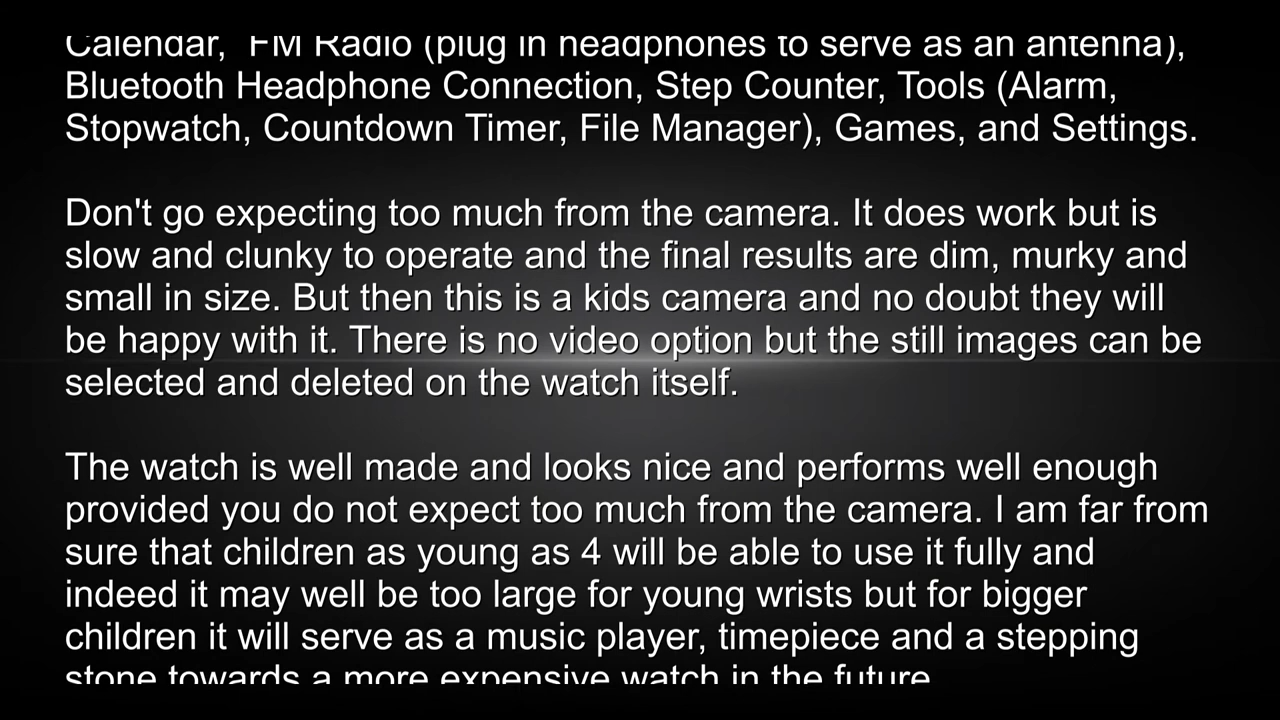 Calendar,  FM Radio (plug in headphones to serve as an antenna),
Bluetooth Headphone Connection, Step Counter, Tools (Alarm,
Stopwatch, Countdown Timer, File Manager), Games, and Settings.
Don't go expecting too much from the camera. It does work but is
slow and clunky to operate and the final results are dim, murky and
small in size. But then this is a kids camera and no doubt they will
be happy with it. There is no video option but the still images can be
selected and deleted on the watch itself.
The watch is well made and looks nice and performs well enough
provided you do not expect too much from the camera. I am far from
sure that children as young as 4 will be able to use it fully and
indeed it may well be too large for young wrists but for bigger
children it will serve as a music player, timepiece and a stepping
stone towards a more expensive watch in the future